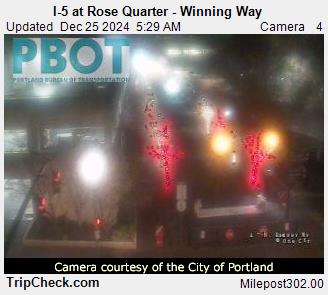 I-5 at Rose Quarter - Winning Way
Updated Dec 25 2024 5:29 AM Camera 4
PBOT
PORTLAND BUREAU OF TRANSPORTATION
Camera courtesy of the City of Portland
TripCheck.com Milepost302.00